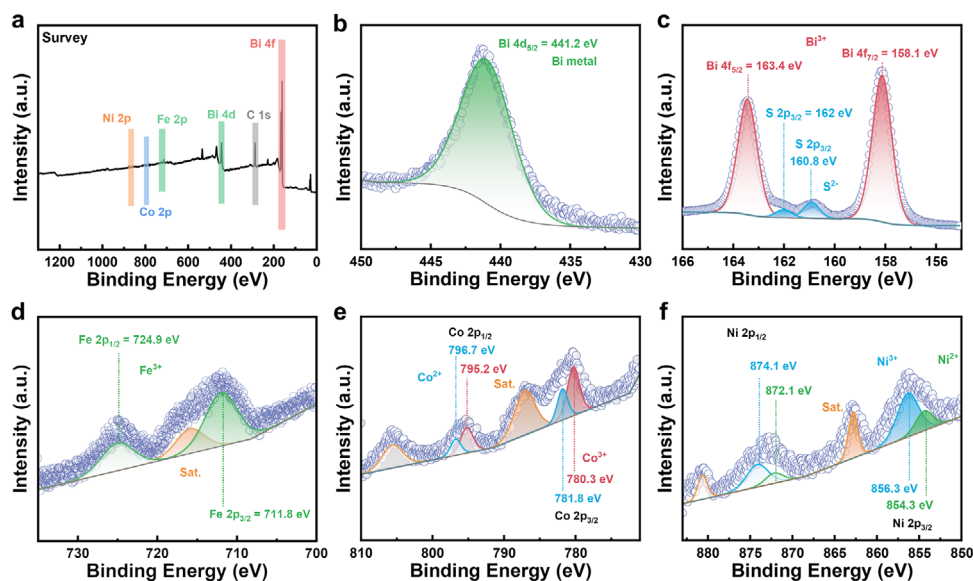 a
Survey
Bi 4f
Ni 2p
Fe 2p
Bi 4d
C 1s
Co 2p
Intensity (a.u.)
1200 1000 800 600 400 200 0
Binding Energy (eV)
b
Bi 4d5/2 = 441.2 eV
Bi metal
Intensity (a.u.)
450 445 440 435 430
Binding Energy (eV)
c
Bi3+
Bi 4f5/2 = 163.4 eV
Bi 4f7/2 = 158.1 eV
S 2p3/2 = 162 eV
S 2p3/2
160.8 eV
S2-
Intensity (a.u.)
166 164 162 160 158 156
Binding Energy (eV)
d
Fe 2p1/2 = 724.9 eV
Fe3+
Sat.
Fe 2p3/2 = 711.8 eV
Intensity (a.u.)
730 720 710 700
Binding Energy (eV)
e
Co 2p1/2
796.7 eV
Co2+
795.2 eV
Sat.
Co3+
780.3 eV
781.8 eV
Co 2p3/2
Intensity (a.u.)
810 800 790 780
Binding Energy (eV)
f
Ni 2p1/2
874.1 eV
872.1 eV
Ni3+
Ni2+
Sat.
856.3 eV
854.3 eV
Ni 2p3/2
Intensity (a.u.)
880 875 870 865 860 855 850
Binding Energy (eV)